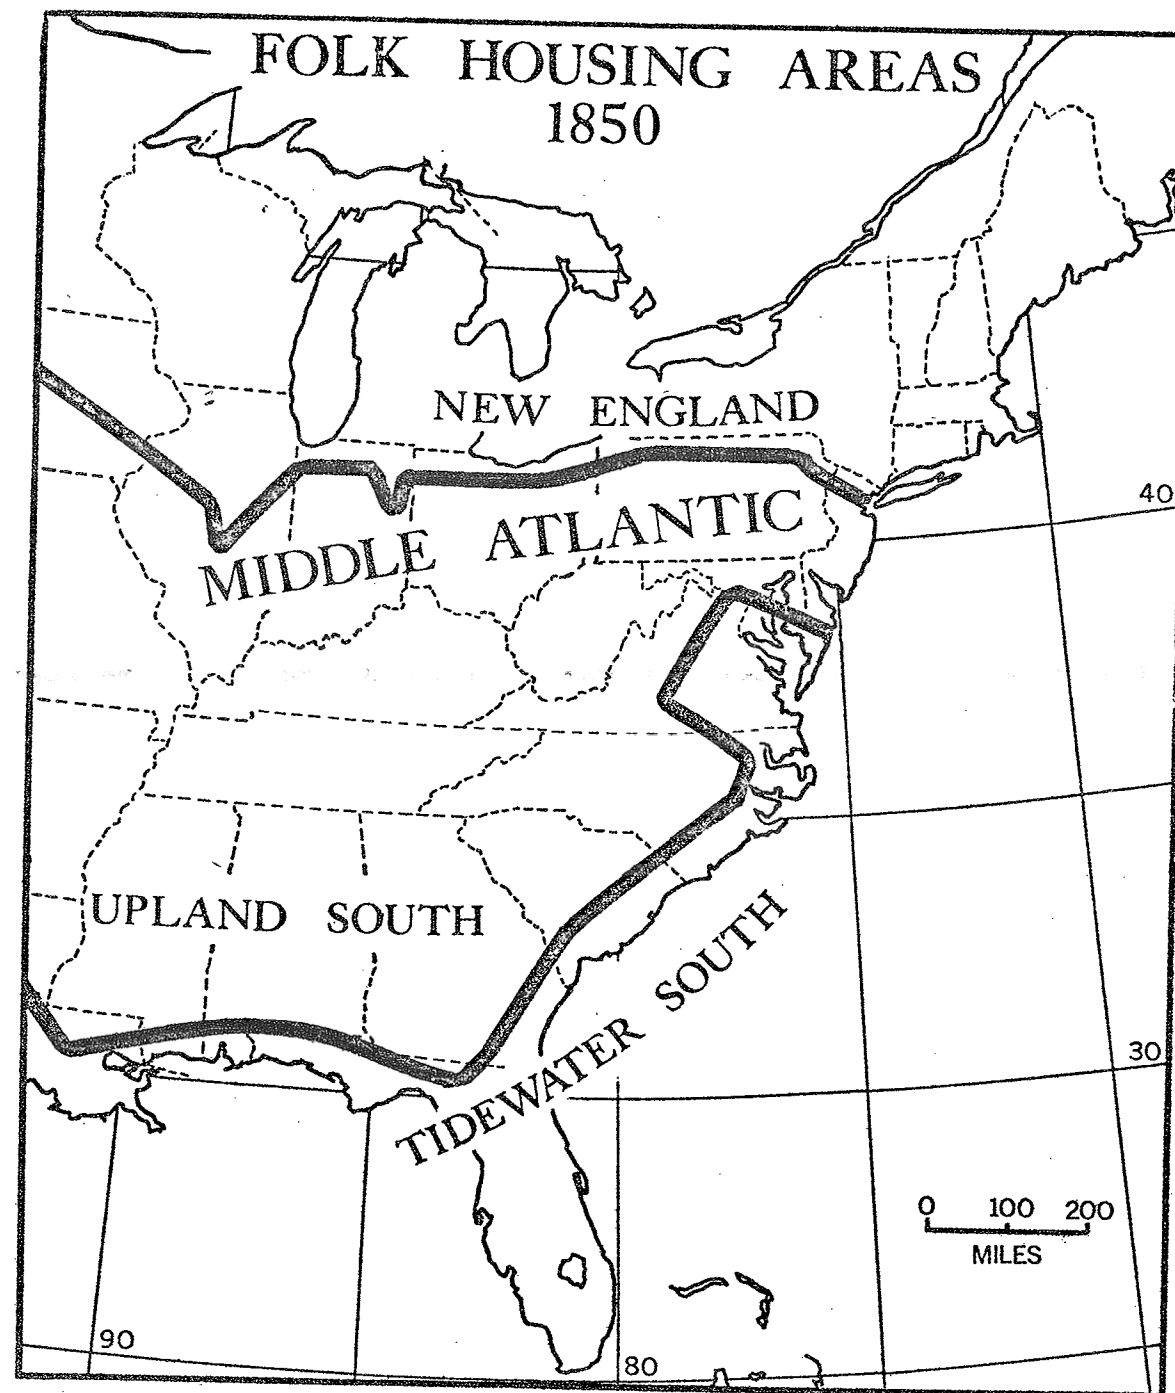 FOLK HOUSING AREAS
1850
NEW ENGLAND
MIDDLE ATLANTIC
40
UPLAND SOUTH
TIDEWATER SOUTH
30
0 100 200
MILES
90
80